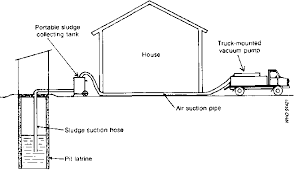 Portable sludge
collecting tank
House
Truck-mounted
vacuum pump
Air suction pipe
Sludge suction hose
Pit latrine